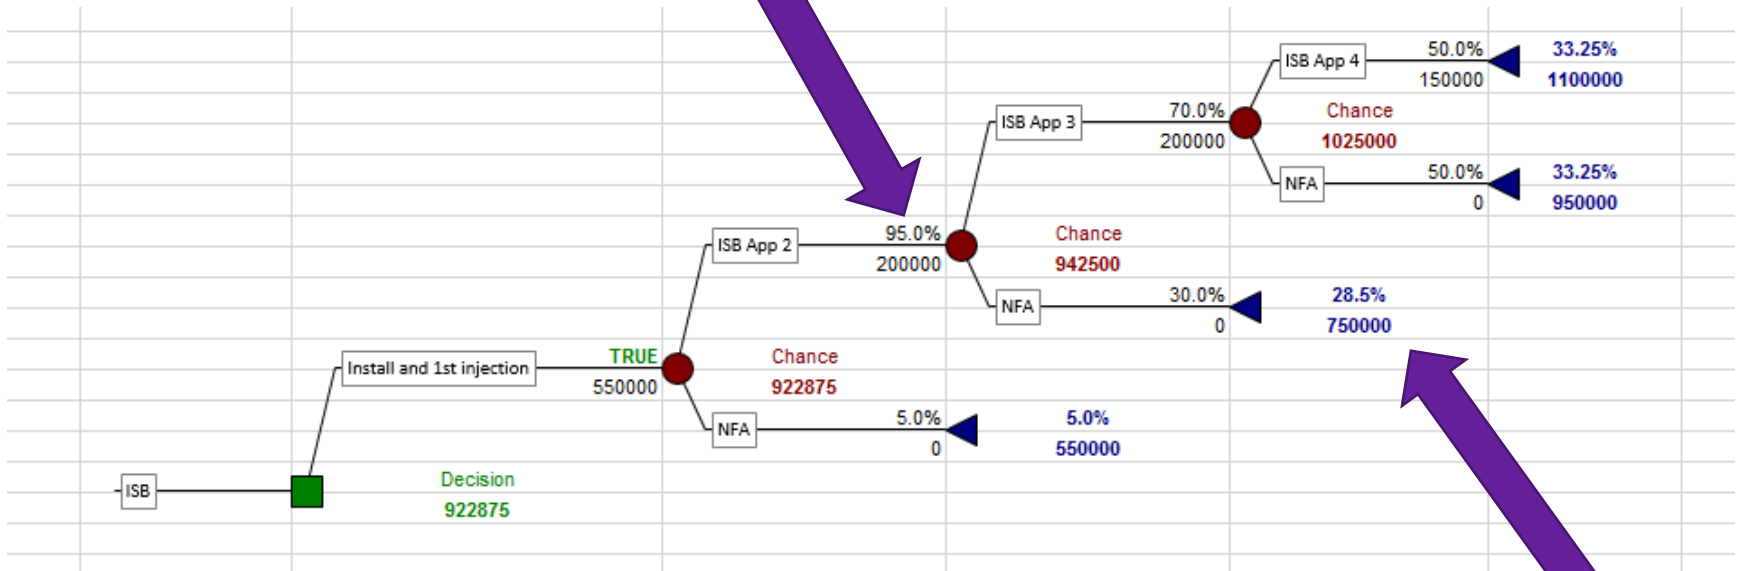 50.0%
33.25%
ISB App 4
150000
1100000
70.0%
Chance
ISB App 3
200000
1025000
50.0%
33.25%
NFA
0
950000
95.0%
Chance
ISB App 2
200000
942500
30.0%
28.5%
NFA
0
750000
TRUE
Chance
Install and 1st injection
550000
922875
5.0%
5.0%
NFA
0
550000
Decision
ISB
922875